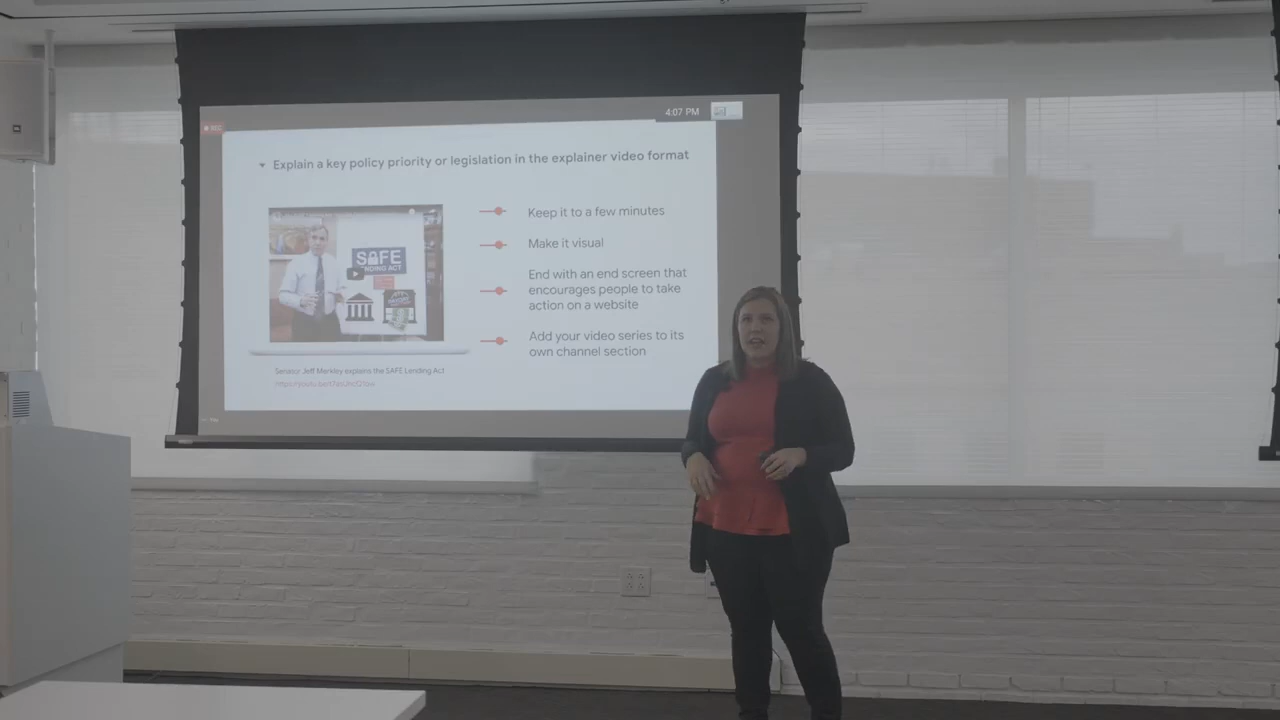 4:07 PM
REC
Explain a key policy priority or legislation in the explainer video format
Keep it to a few minutes
SAFE
LENDING ACT
Make it visual
End with an end screen that
encourages people to take
action on a website
Add your video series to its
own channel section
Senator Jeff Merkley explains the SAFE Lending Act